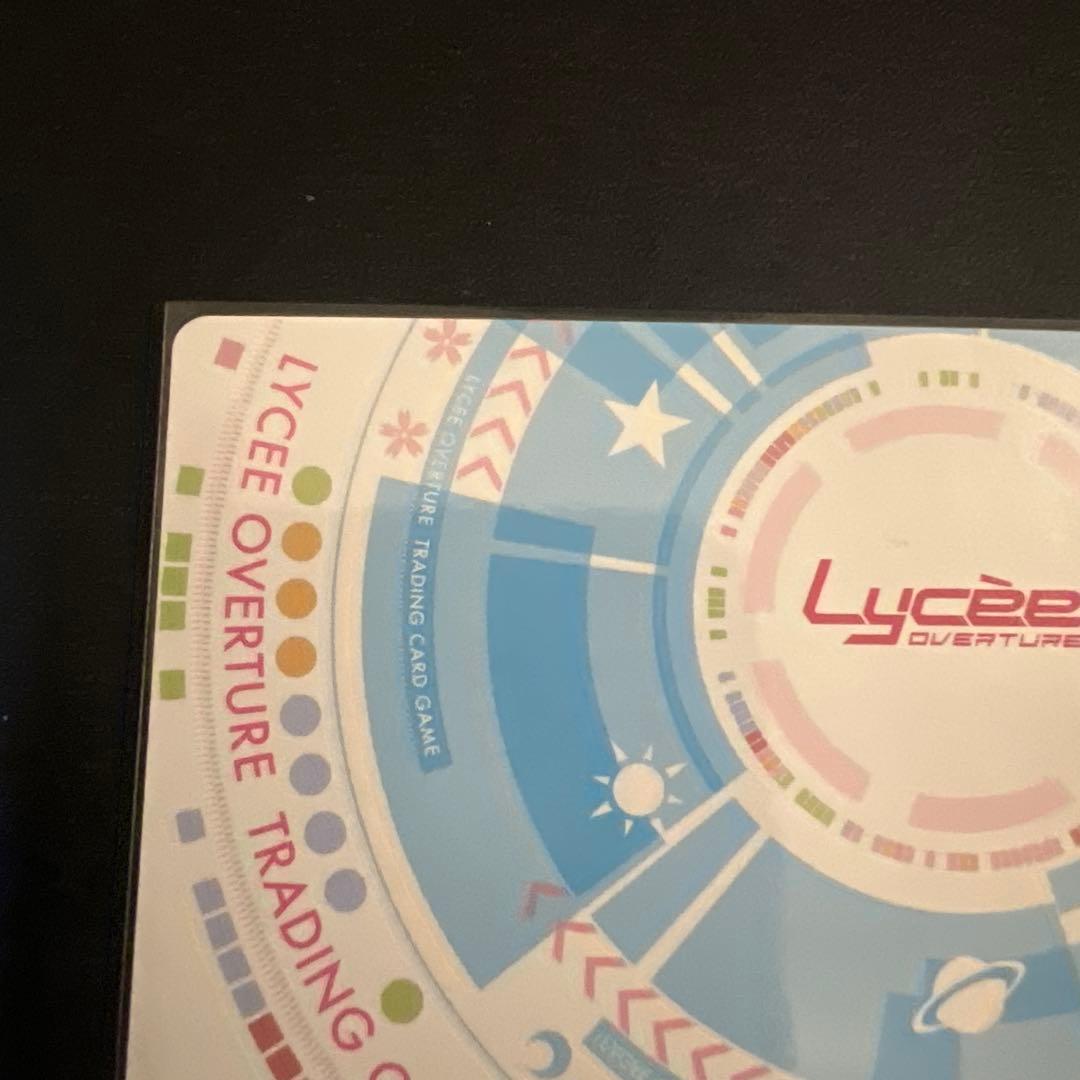 LYCEE OVERTURE TRADING C
LYCEE OVERTURE TRADING CARD GAME
Lycèe
OVERTURE